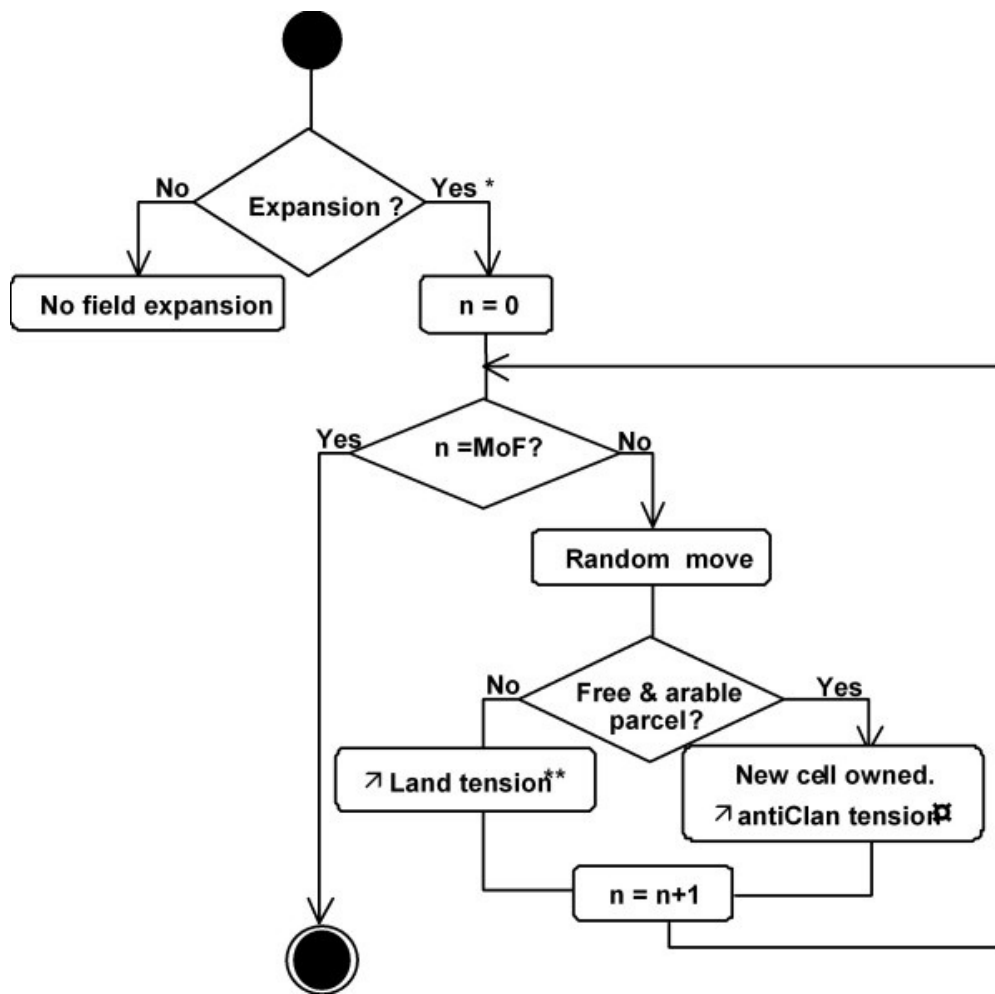 No
Yes *
Expansion ?
No field expansion
n = 0
Yes
n =MoF?
No
Random move
No
Free & arable
parcel?
Yes
↗ Land tension**
New cell owned.
↗ antiClan tension¤
n = n+1